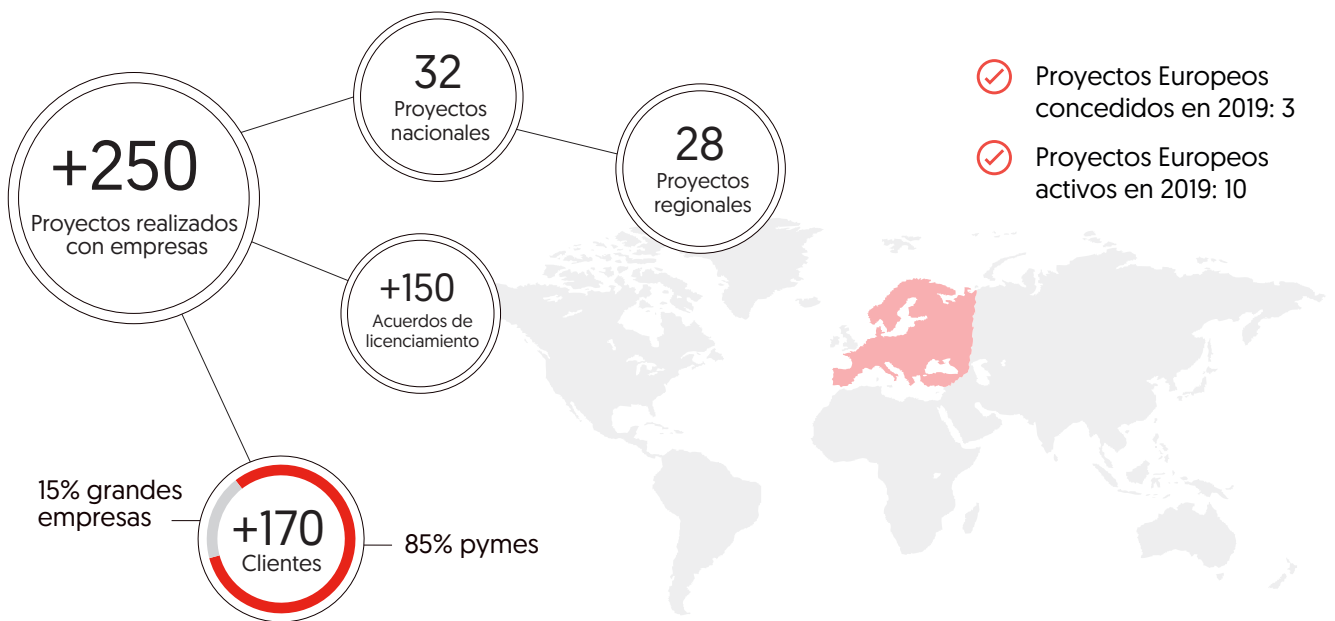 +250
Proyectos realizados
con empresas
32
Proyectos
nacionales
28
Proyectos
regionales
+150
Acuerdos de
licenciamiento
+170
Clientes
15% grandes
empresas
85% pymes
Proyectos Europeos
concedidos en 2019: 3
Proyectos Europeos
activos en 2019: 10